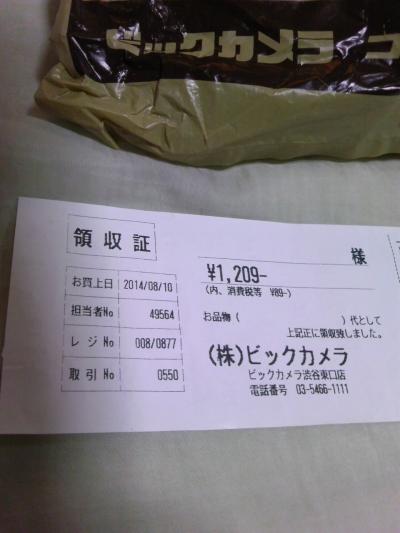 ビックカメラ コ
領収証
お買上日 2014/08/10
担当者No 49564
レジNo 008/0877
取引No 0550
様
¥1,209-
(内、消費税等 ¥89-)
お品物( )代として
上記正に領収致しました。
(株)ビックカメラ
ビックカメラ渋谷東口店
電話番号 03-5466-1111